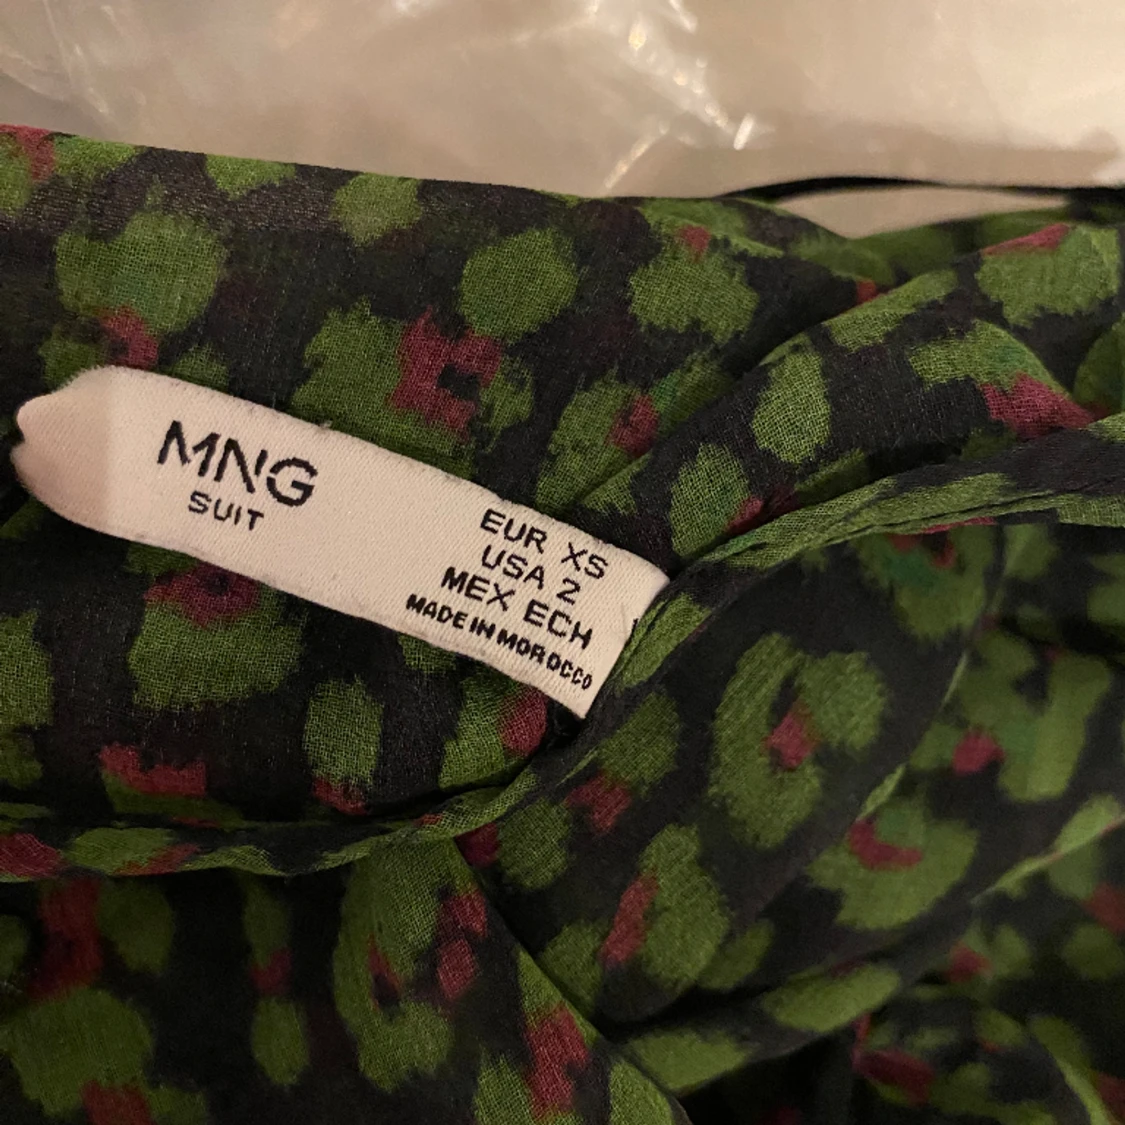 MNG
SUIT
EUR XS
USA 2
MEX ECH
MADE IN MOROCCO